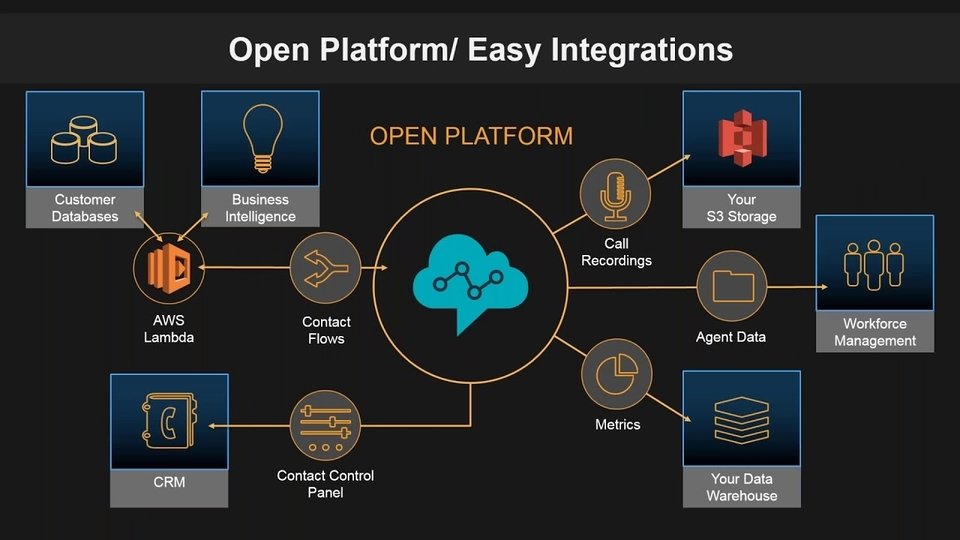 Open Platform/ Easy Integrations
OPEN PLATFORM
Customer
Databases
Business
Intelligence
AWS
Lambda
Contact
Flows
CRM
Contact Control
Panel
Call
Recordings
Your
S3 Storage
Agent Data
Workforce
Management
Metrics
Your Data
Warehouse